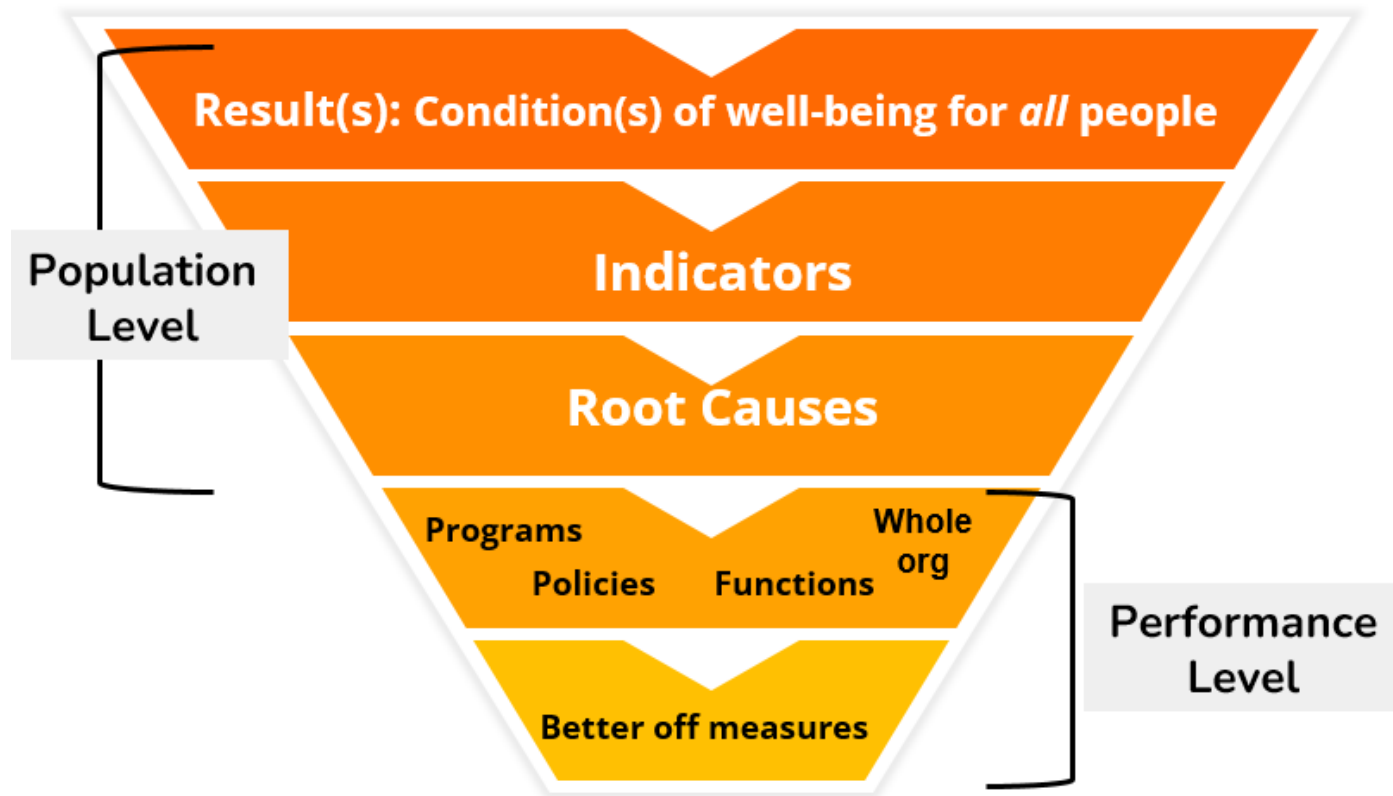 Result(s): Condition(s) of well-being for all people
Indicators
Population
Level
Root Causes
Programs
Policies
Functions
Whole
org
Performance
Level
Better off measures